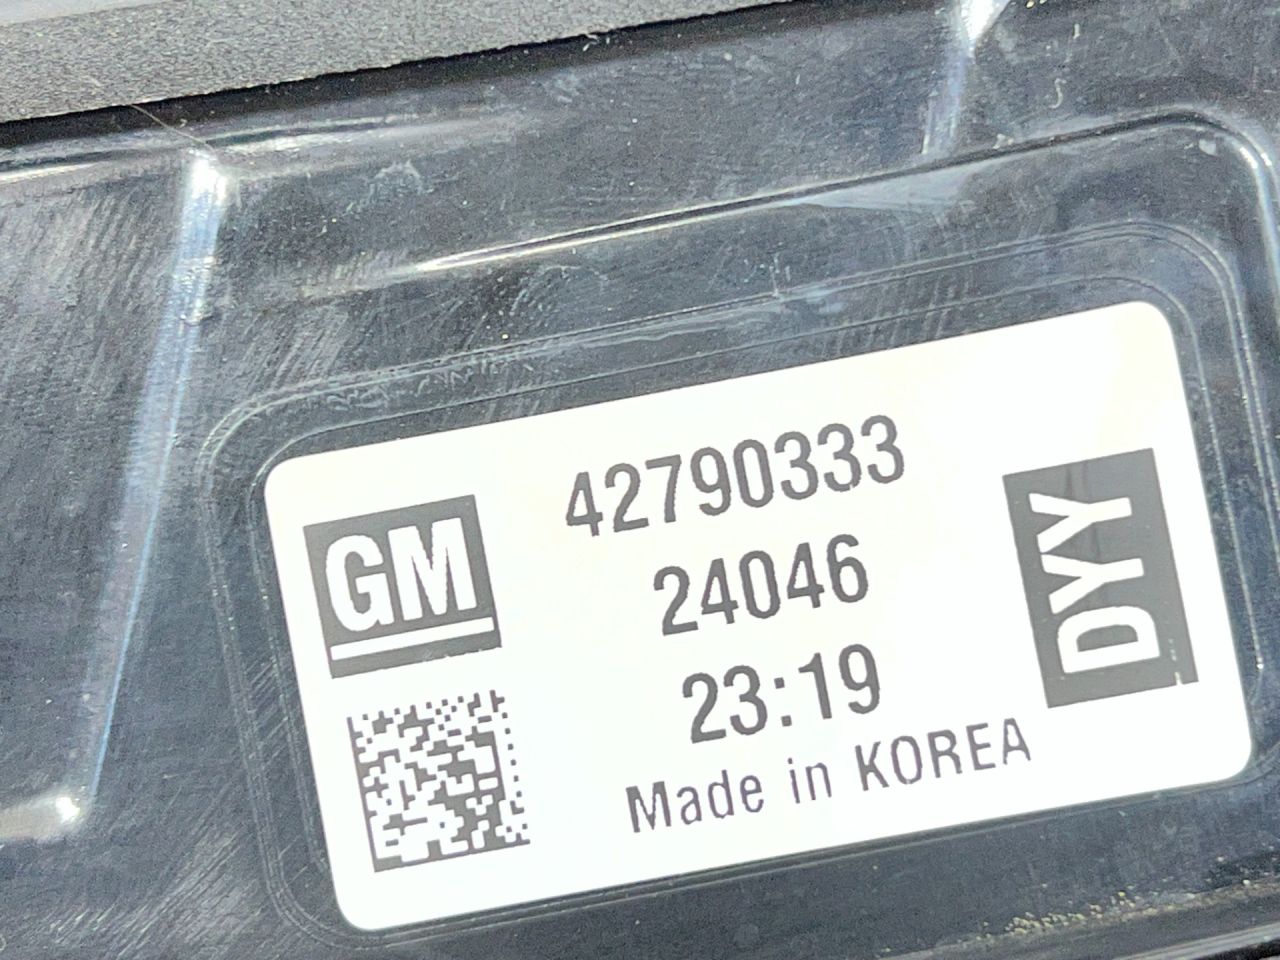 GM
42790333
24046
23:19
Made in KOREA
DYY